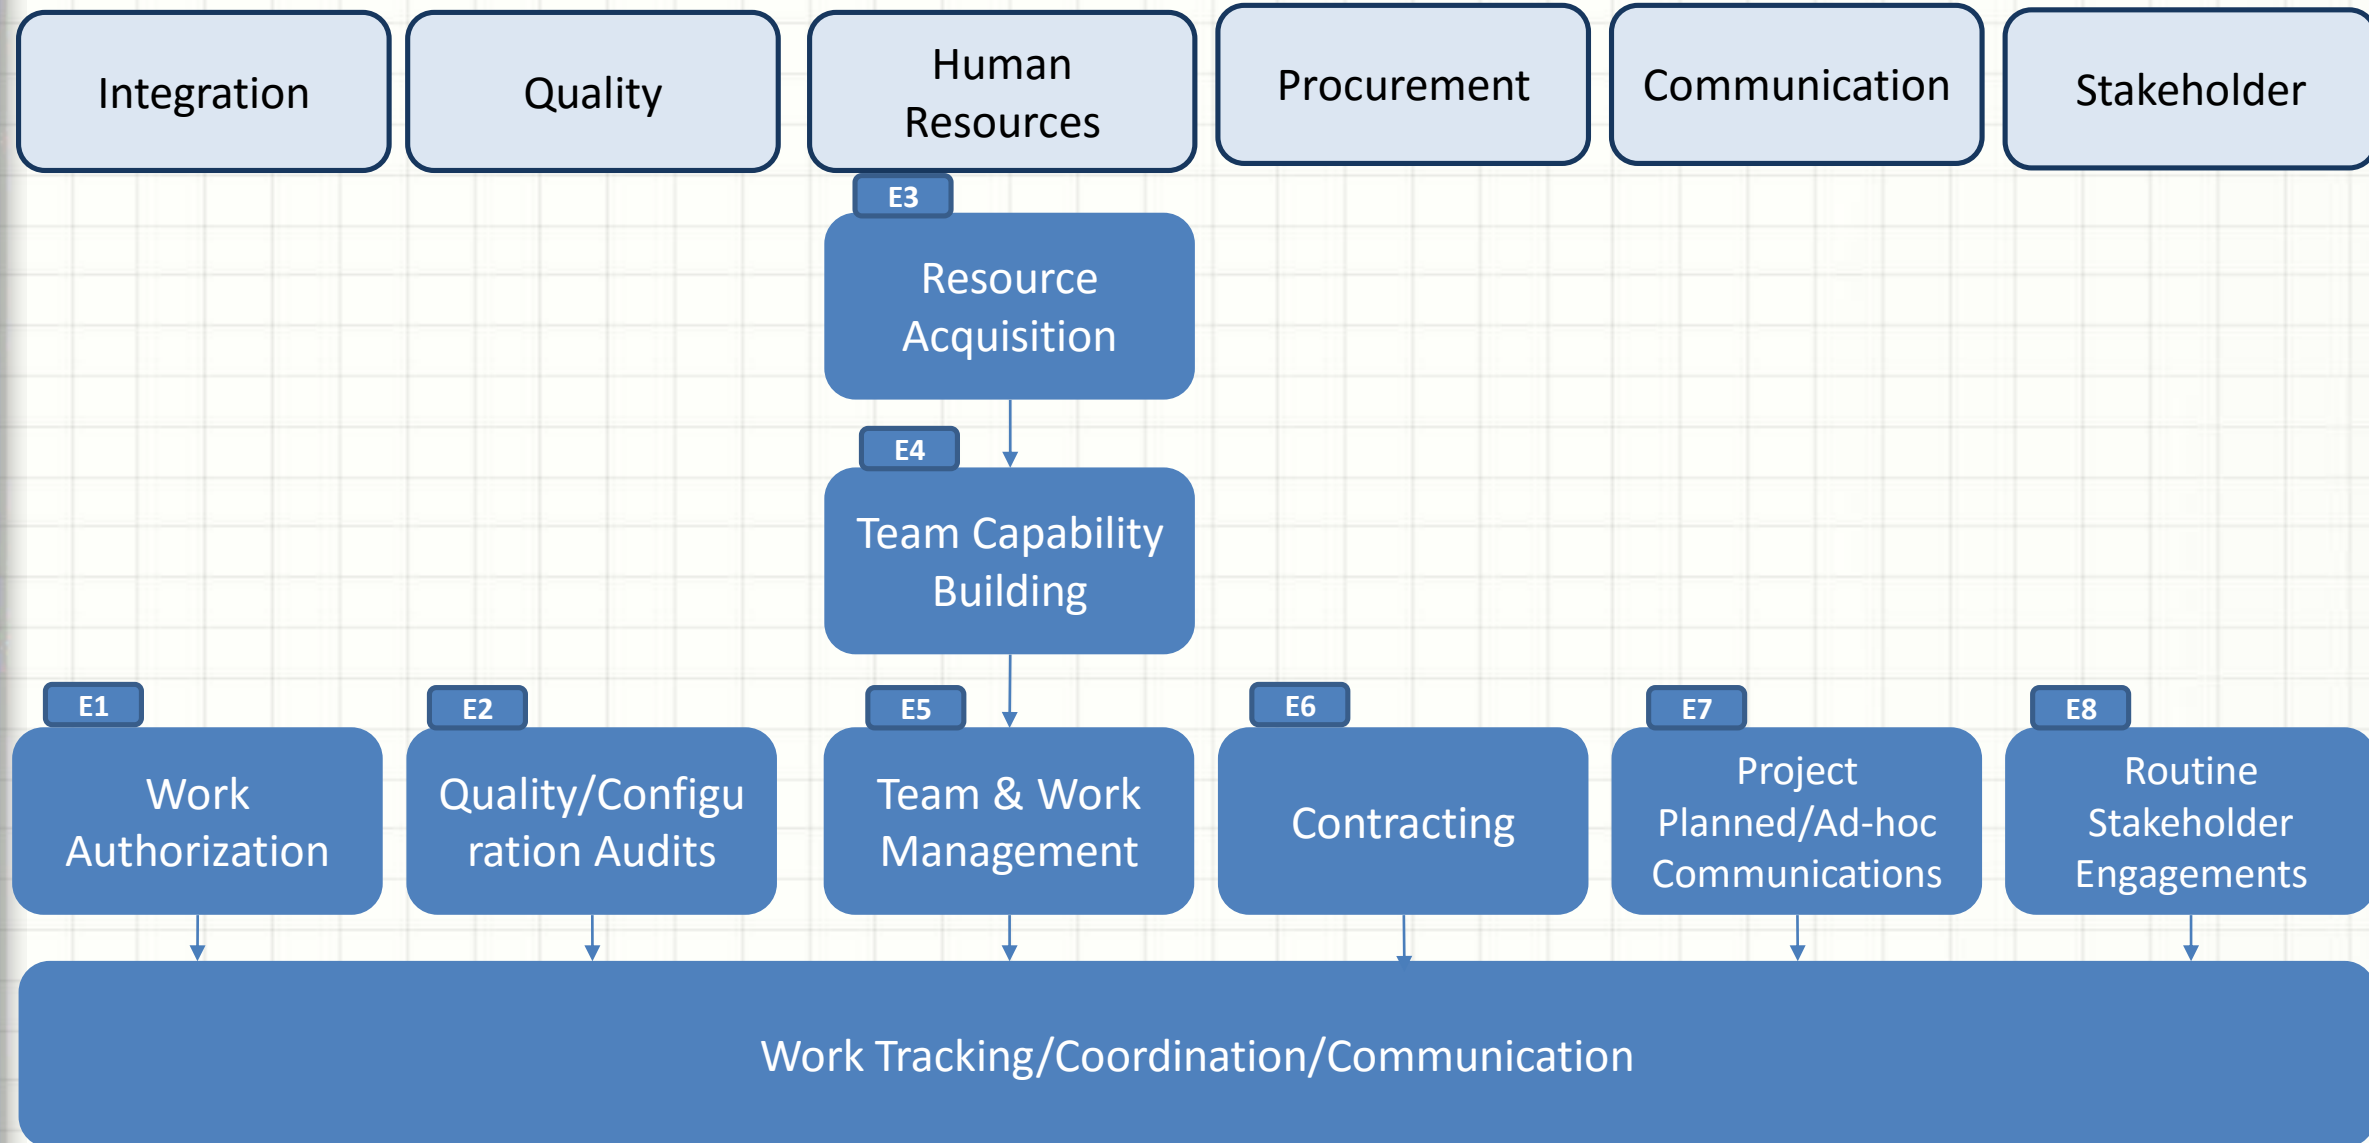 Integration
Quality
Human
Resources
Procurement
Communication
Stakeholder
E3
Resource
Acquisition
E4
Team Capability
Building
E1
Work
Authorization
E2
Quality/Configu
ration Audits
E5
Team & Work
Management
E6
Contracting
E7
Project
Planned/Ad-hoc
Communications
E8
Routine
Stakeholder
Engagements
Work Tracking/Coordination/Communication